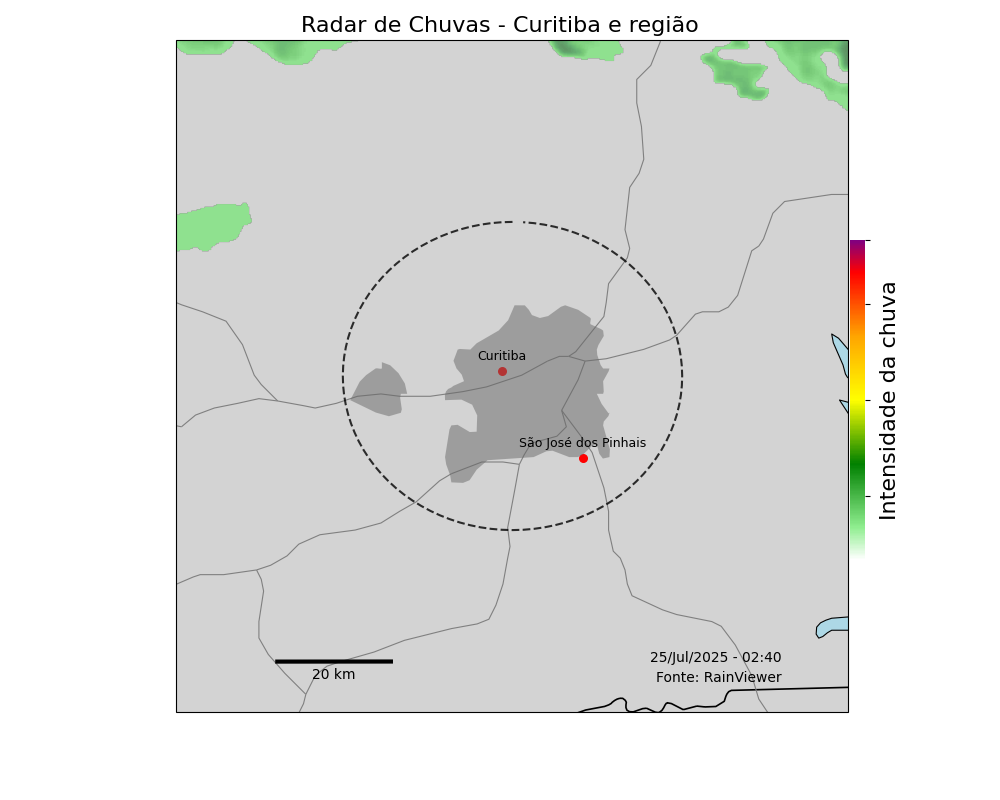 Radar de Chuvas - Curitiba e região
Curitiba
São José dos Pinhais
Intensidade da chuva
25/Jul/2025 - 02:40
20 km
Fonte: RainViewer